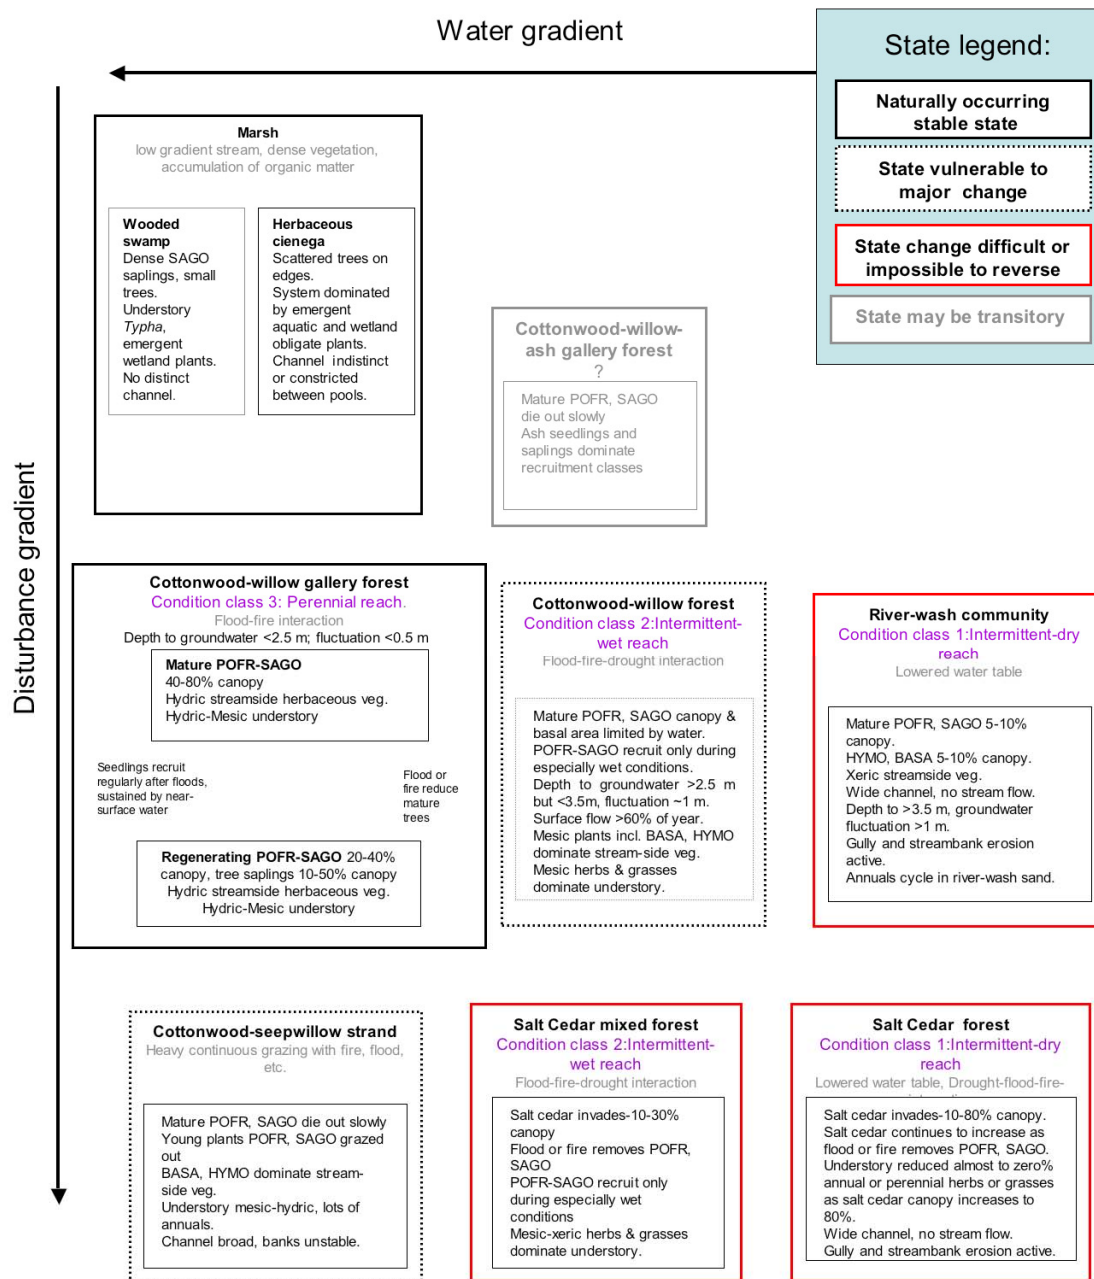 Water gradient
State legend:
Naturally occurring
stable state
State vulnerable to
major change
State change difficult or
impossible to reverse
State may be transitory
Disturbance gradient
Marsh
low gradient stream, dense vegetation,
accumulation of organic matter
Wooded
swamp
Dense SAGO
saplings, small
trees.
Understory
Typha,
emergent
wetland plants.
No distinct
channel.
Herbaceous
cienega
Scattered trees on
edges.
System dominated
by emergent
aquatic and wetland
obligate plants.
Channel indistinct
or constricted
between pools.
Cottonwood-willow-
ash gallery forest
?
Mature POFR, SAGO
die out slowly
Ash seedlings and
saplings dominate
recruitment classes
Cottonwood-willow gallery forest
Condition class 3: Perennial reach.
Flood-fire interaction
Depth to groundwater <2.5 m; fluctuation <0.5 m
Mature POFR-SAGO
40-80% canopy
Hydric streamside herbaceous veg.
Hydric-Mesic understory
Seedlings recruit
regularly after floods,
sustained by near-
surface water
Flood or
fire reduce
mature
trees
Regenerating POFR-SAGO 20-40%
canopy, tree saplings 10-50% canopy
Hydric streamside herbaceous veg.
Hydric-Mesic understory
Cottonwood-willow forest
Condition class 2:Intermittent-
wet reach
Flood-fire-drought interaction
Mature POFR, SAGO canopy &
basal area limited by water.
POFR-SAGO recruit only during
especially wet conditions.
Depth to groundwater >2.5 m
but <3.5m, fluctuation ~1 m.
Surface flow >60% of year.
Mesic plants incl. BASA, HYMO
dominate stream-side veg.
Mesic herbs & grasses
dominate understory.
River-wash community
Condition class 1:Intermittent-dry
reach
Lowered water table
Mature POFR, SAGO 5-10%
canopy.
HYMO, BASA 5-10% canopy.
Xeric streamside veg.
Wide channel, no stream flow.
Depth to >3.5 m, groundwater
fluctuation >1 m.
Gully and streambank erosion
active.
Annuals cycle in river-wash sand.
Cottonwood-seepwillow strand
Heavy continuous grazing with fire, flood,
etc.
Mature POFR, SAGO die out slowly
Young plants POFR, SAGO grazed
out
BASA, HYMO dominate stream-
side veg.
Understory mesic-hydric, lots of
annuals.
Channel broad, banks unstable.
Salt Cedar mixed forest
Condition class 2:Intermittent-
wet reach
Flood-fire-drought interaction
Salt cedar invades-10-30%
canopy
Flood or fire removes POFR,
SAGO
POFR-SAGO recruit only
during especially wet
conditions
Mesic-xeric herbs & grasses
dominate understory.
Salt Cedar forest
Condition class 1:Intermittent-dry
reach
Lowered water table, Drought-flood-fire-
Salt cedar invades-10-80% canopy.
Salt cedar continues to increase as
flood or fire removes POFR, SAGO.
Understory reduced almost to zero%
annual or perennial herbs or grasses
as salt cedar canopy increases to
80%.
Wide channel, no stream flow.
Gully and streambank erosion active.